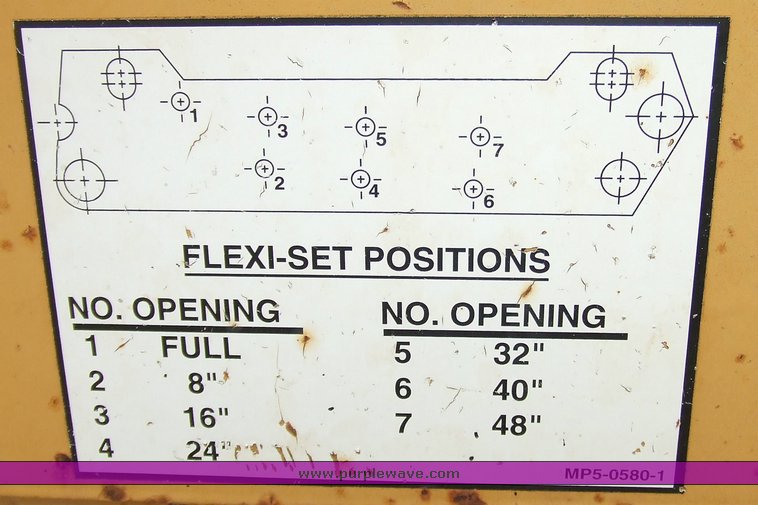 1
3
5
7
2
4
6
FLEXI-SET POSITIONS
NO. OPENING
1 FULL
2 8"
3 16"
4 24"
NO. OPENING
5 32"
6 40"
7 48"
www.purplewave.com
MP5-0580-1